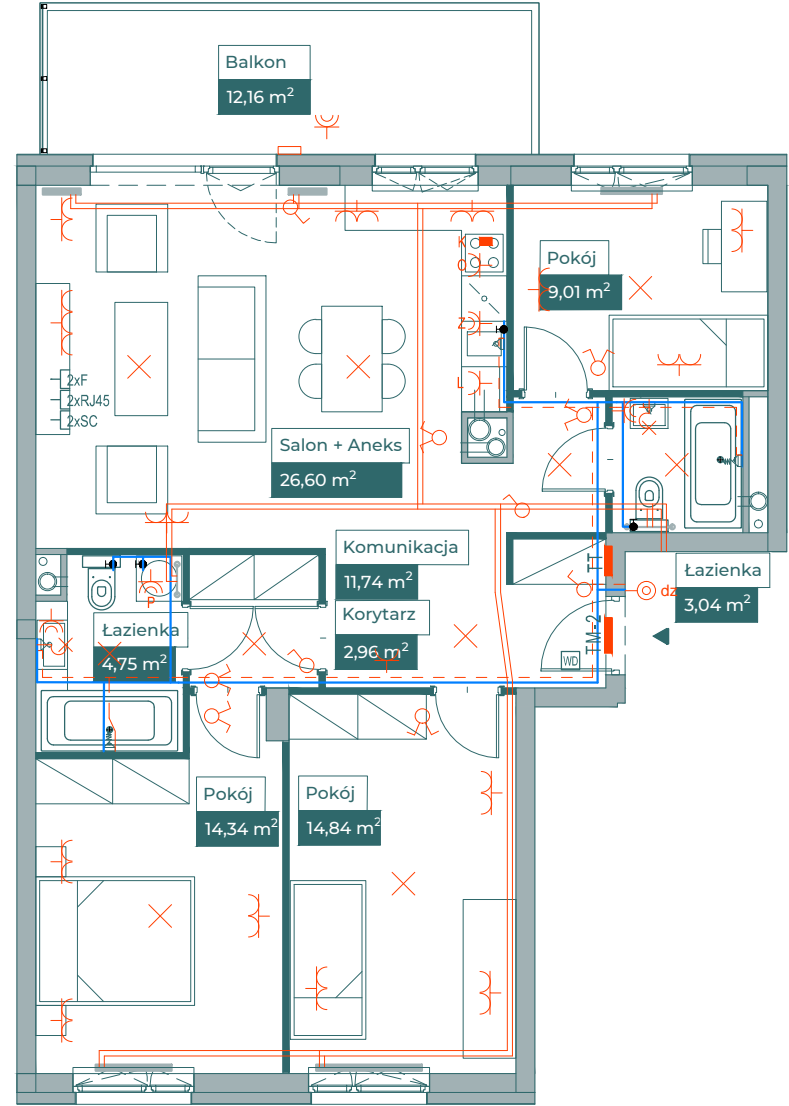 Balkon
12,16 m²
Pokój
9,01 m²
K
Z
L
2xF
2xRJ45
2xSC
Salon + Aneks
26,60 m²
Komunikacja
11,74 m²
Korytarz
2,96 m²
TT
TM-2
dz
Łazienka
3,04 m²
P
Łazienka
4,75 m²
WD
Pokój
14,34 m²
Pokój
14,84 m²